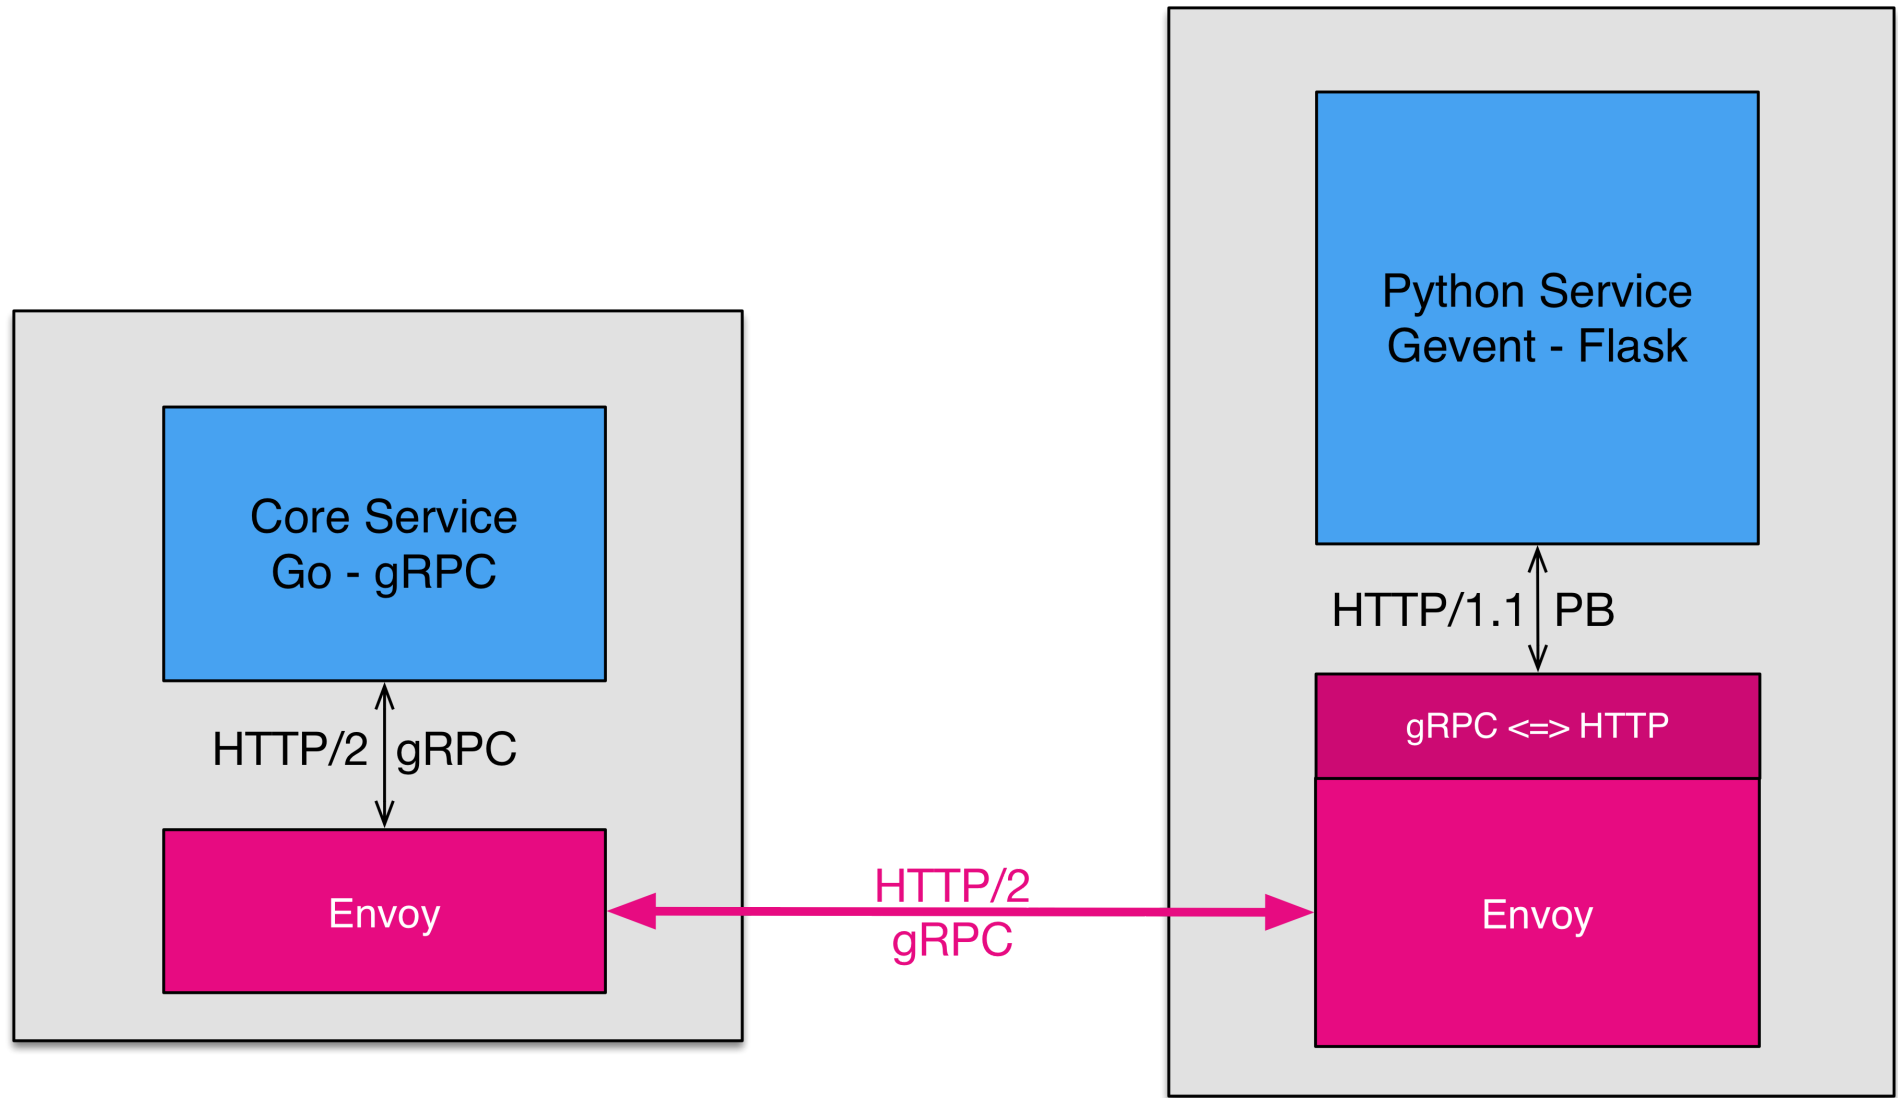 Core Service
Go - gRPC
HTTP/2
gRPC
Envoy
HTTP/2
gRPC
Python Service
Gevent - Flask
HTTP/1.1
PB
gRPC <=> HTTP
Envoy